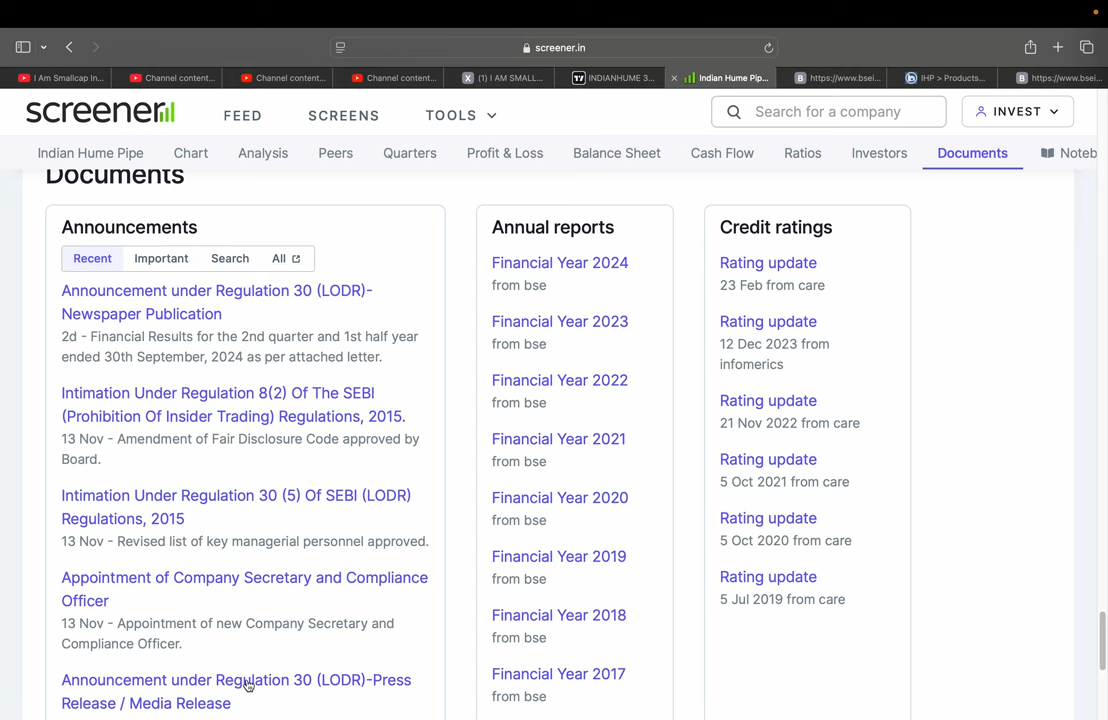 screener.in
I Am Smallcap In...
Channel content...
Channel content...
Channel content...
(1) I AM SMALL...
INDIANHUME 3...
Indian Hume Pip...
https://www.bsei...
IHP > Products...
https://www.bsei...
screener
FEED
SCREENS
TOOLS
Search for a company
INVEST
Indian Hume Pipe
Chart
Analysis
Peers
Quarters
Profit & Loss
Balance Sheet
Cash Flow
Ratios
Investors
Documents
Noteb
Documents
Announcements
Recent
Important
Search
All
Announcement under Regulation 30 (LODR)-
Newspaper Publication
2d - Financial Results for the 2nd quarter and 1st half year
ended 30th September, 2024 as per attached letter.
Intimation Under Regulation 8(2) Of The SEBI
(Prohibition Of Insider Trading) Regulations, 2015.
13 Nov - Amendment of Fair Disclosure Code approved by
Board.
Intimation Under Regulation 30 (5) Of SEBI (LODR)
Regulations, 2015
13 Nov - Revised list of key managerial personnel approved.
Appointment of Company Secretary and Compliance
Officer
13 Nov - Appointment of new Company Secretary and
Compliance Officer.
Announcement under Regulation 30 (LODR)-Press
Release / Media Release
Annual reports
Financial Year 2024
from bse
Financial Year 2023
from bse
Financial Year 2022
from bse
Financial Year 2021
from bse
Financial Year 2020
from bse
Financial Year 2019
from bse
Financial Year 2018
from bse
Financial Year 2017
from bse
Credit ratings
Rating update
23 Feb from care
Rating update
12 Dec 2023 from
infomerics
Rating update
21 Nov 2022 from care
Rating update
5 Oct 2021 from care
Rating update
5 Oct 2020 from care
Rating update
5 Jul 2019 from care